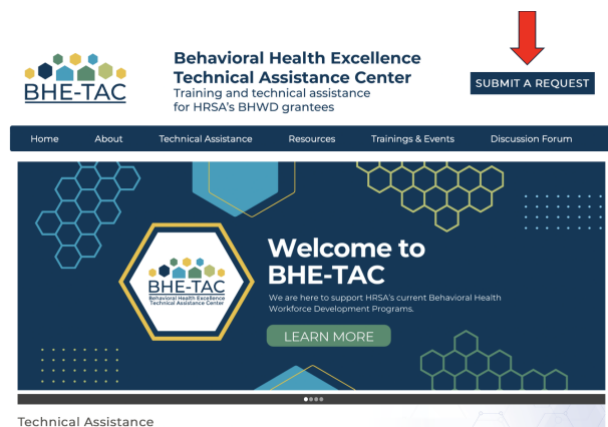 BHE-TAC
Behavioral Health Excellence
Technical Assistance Center
Training and technical assistance
for HRSA's BHWD grantees
SUBMIT A REQUEST
Home About Technical Assistance Resources Trainings & Events Discussion Forum
BHE-TAC
Behavioral Health Excellence
Technical Assistance Center
Welcome to
BHE-TAC
We are here to support HRSA's current Behavioral Health
Workforce Development Programs.
LEARN MORE
Technical Assistance